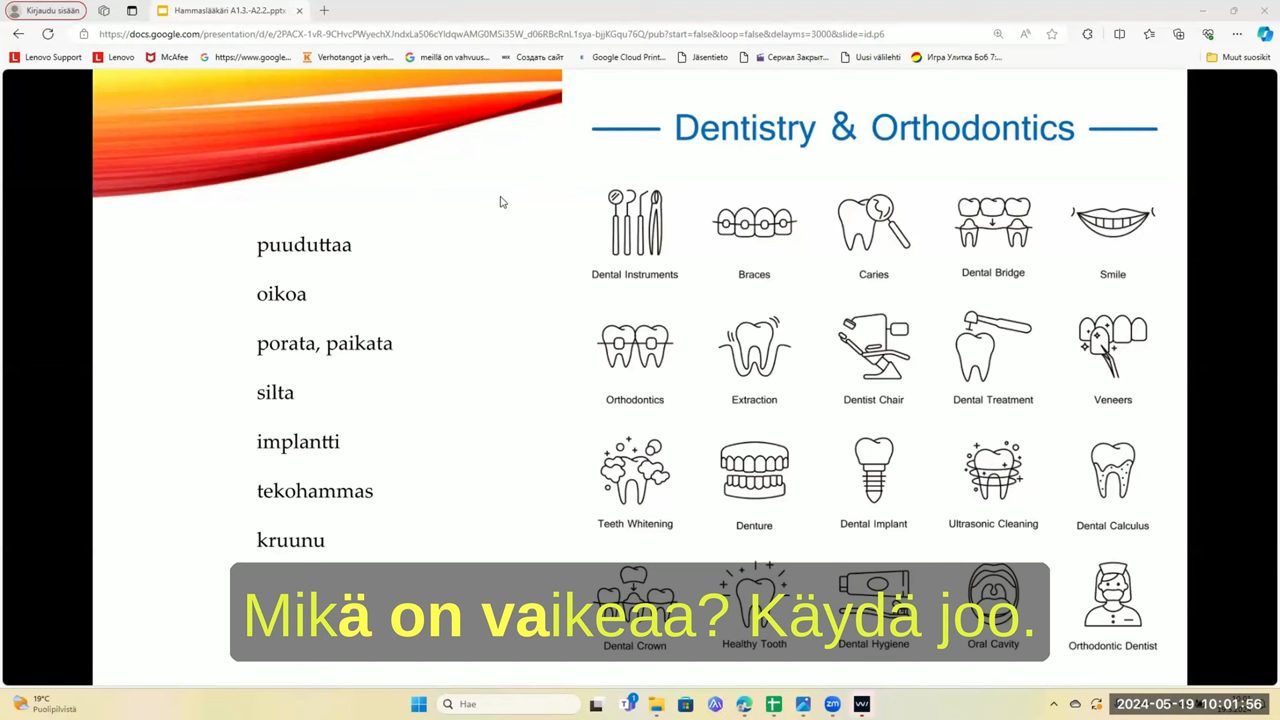 Kirjaudu sisään
Hammaslääkäri A1.3.-A2.2..pptx
https://docs.google.com/presentation/d/e/2PACX-1vR-9CHvcPWyechXJndxLa506cYldqwAMG0MSi35W_d06RBcRnL1sya-bjjKGqu76Q/pub?start=false&loop=false&delayms=3000&slide=id.p6
Lenovo Support
Lenovo
McAfee
https://www.google...
Verhotangot ja verh...
meillä on vahvuus...
Создать сайт
Google Cloud Print...
Jäsentieto
Сериал Закрыт...
Uusi välilehti
Игра Улитка Боб 7:...
Muut suosikit
Dentistry & Orthodontics
puuduttaa
oikoa
porata, paikata
silta
implantti
tekohammas
kruunu
Dental Instruments
Braces
Caries
Dental Bridge
Smile
Orthodontics
Extraction
Dentist Chair
Dental Treatment
Veneers
Teeth Whitening
Denture
Dental Implant
Ultrasonic Cleaning
Dental Calculus
Dental Crown
Healthy Tooth
Dental Hygiene
Oral Cavity
Orthodontic Dentist
Mikä on vaikeaa? Käydä joo.
19°C
Puolipilvistä
Hae
2024-05-19 10:01:56